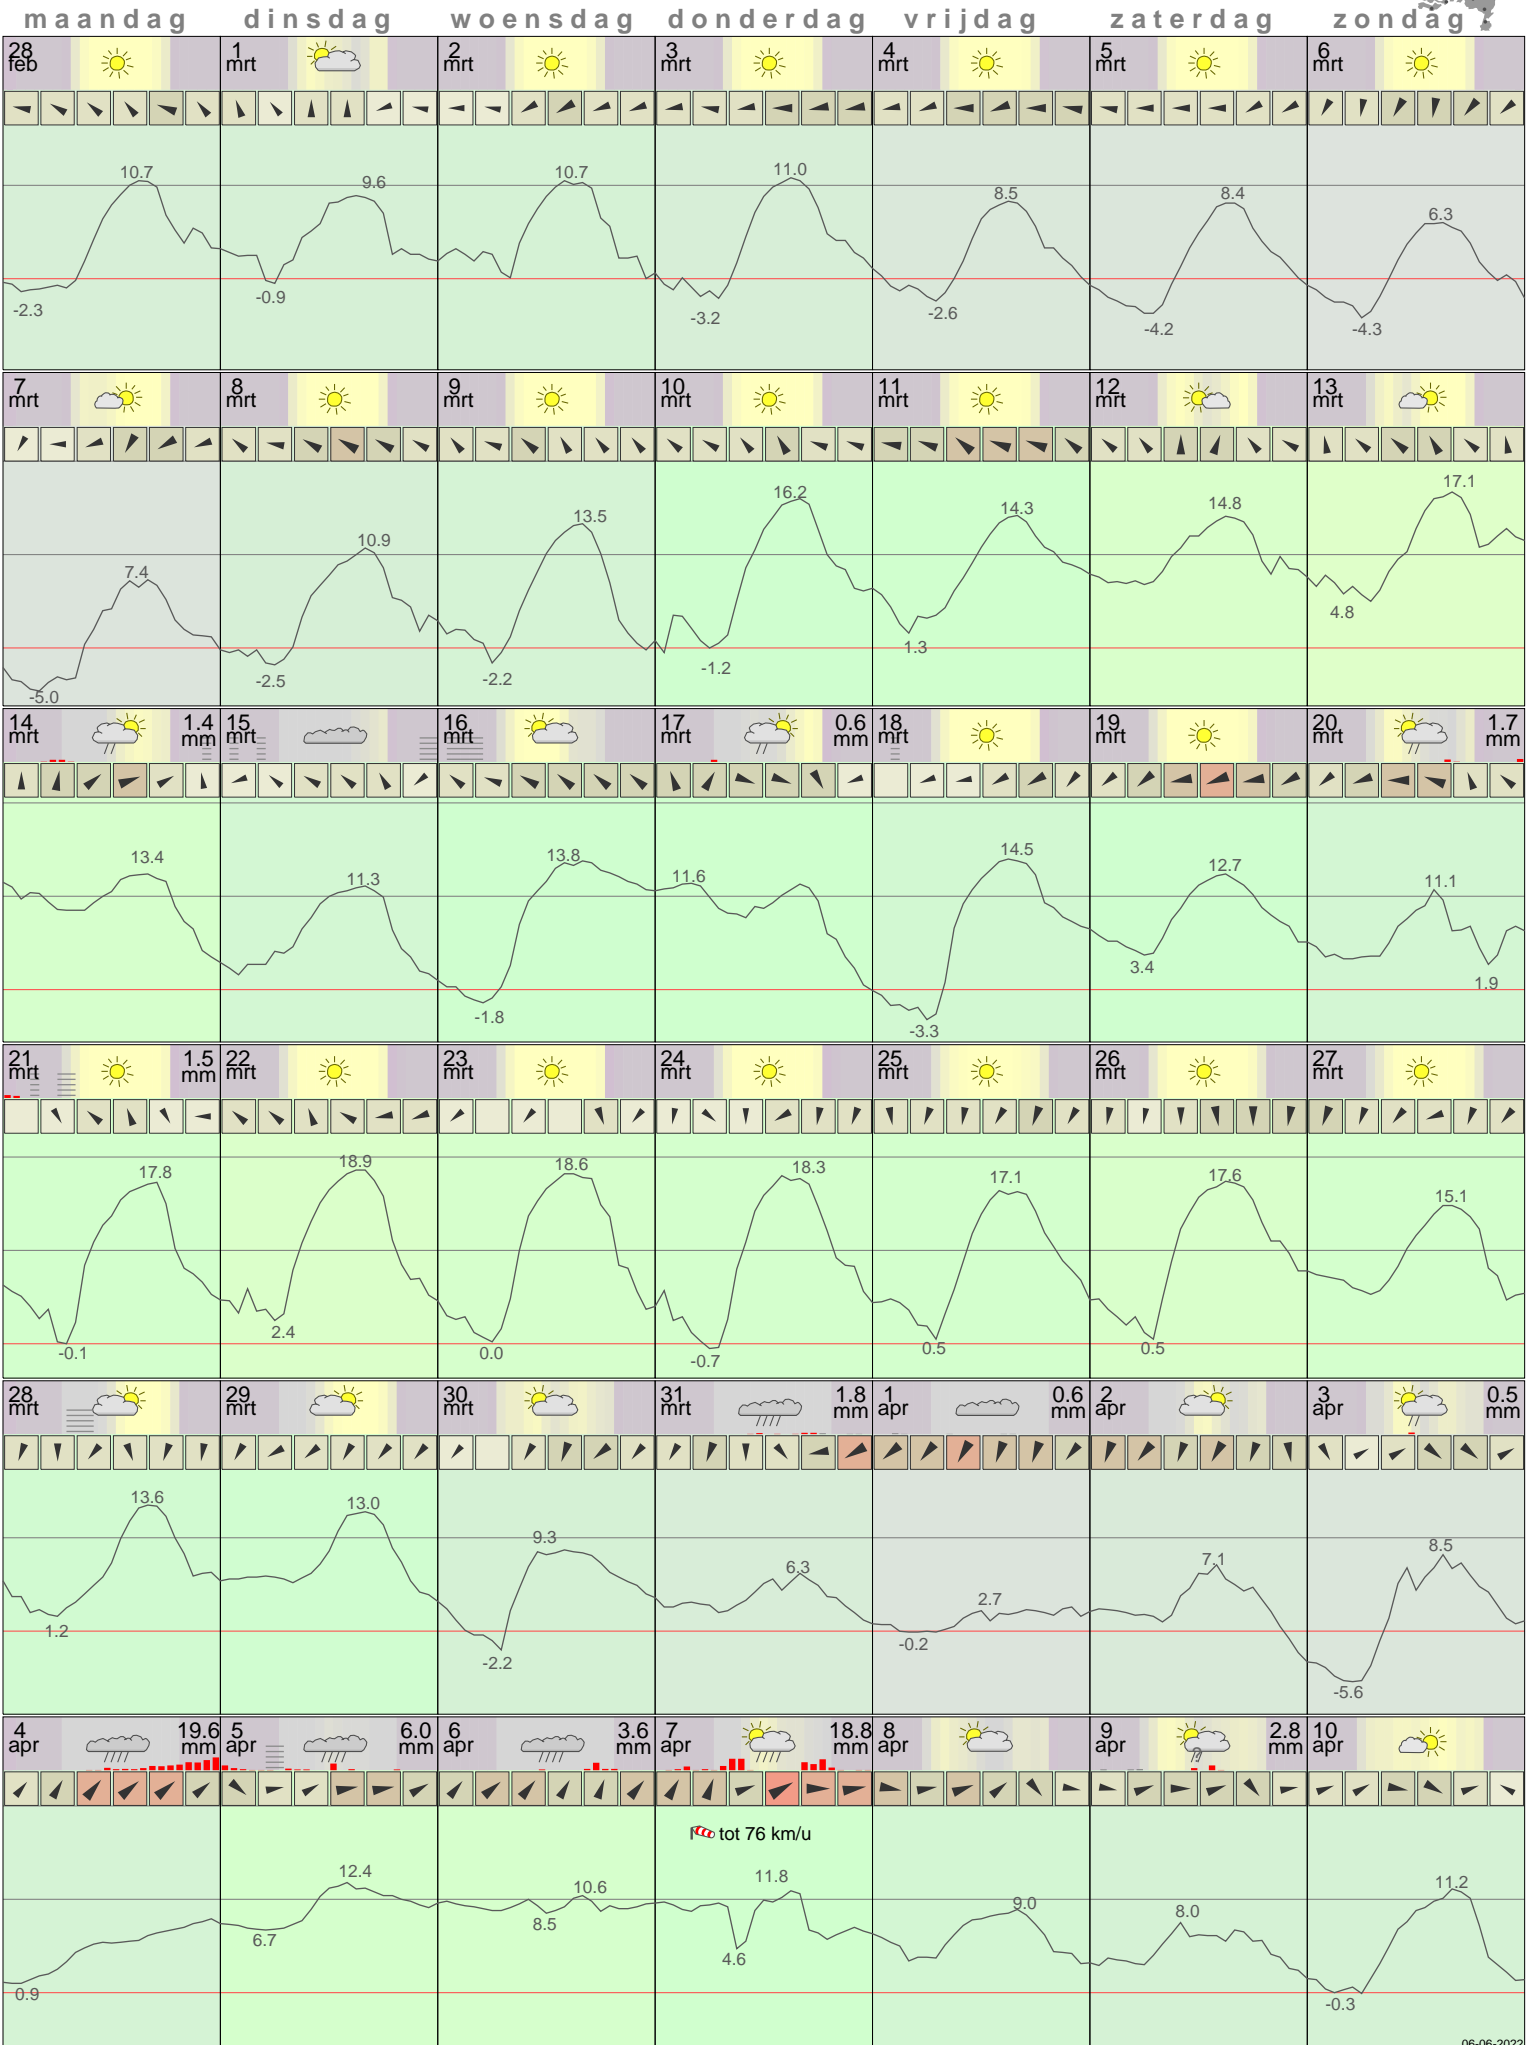 maandag dinsdag woensdag donderdag vrijdag zaterdag zondag
28 1 2 3 4 5 6
feb mrt mrt mrt mrt mrt mrt
10.7 9.6 10.7 11.0 8.5 8.4 6.3
-2.3 -0.9 -3.2 -2.6 -4.2 -4.3
7 8 9 10 11 12 13
mrt mrt mrt mrt mrt mrt mrt
7.4 10.9 13.5 16.2 14.3 14.8 17.1
-5.0 -2.5 -2.2 -1.2 1.3 4.8
14 1.4 15 16 17 0.6 18 19 20 1.7
mrt mm mrt mrt mrt mm mrt mrt mrt mm
13.4 11.3 13.8 11.6 14.5 12.7 11.1
-1.8 -3.3 3.4 1.9
21 1.5 22 23 24 25 26 27
mrt mm mrt mrt mrt mrt mrt mrt
17.8 18.9 18.6 18.3 17.1 17.6 15.1
-0.1 2.4 0.0 -0.7 0.5 0.5
28 29 30 31 1.8 1 0.6 2 3 0.5
mrt mrt mrt mrt mm apr mm apr apr mm
13.6 13.0 9.3 6.3 2.7 7.1 8.5
1.2 -2.2 -0.2 -5.6
4 19.6 5 6.0 6 3.6 7 18.8 8 9 2.8 10
apr mm apr mm apr mm apr mm apr apr mm apr
?
tot 76 km/u
12.4 10.6 11.8 9.0 8.0 11.2
0.9 6.7 8.5 4.6 -0.3
06-06-2022